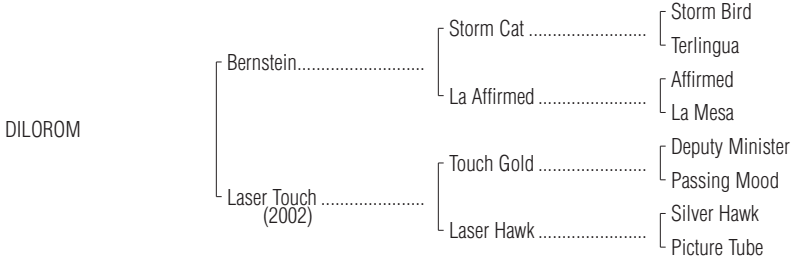 Storm Bird
Storm Cat ..........................
Terlingua
Bernstein............................
Affirmed
La Affirmed ........................
La Mesa
DILOROM
Deputy Minister
Touch Gold .........................
Passing Mood
Laser Touch .......................
(2002)
Silver Hawk
Laser Hawk ........................
Picture Tube